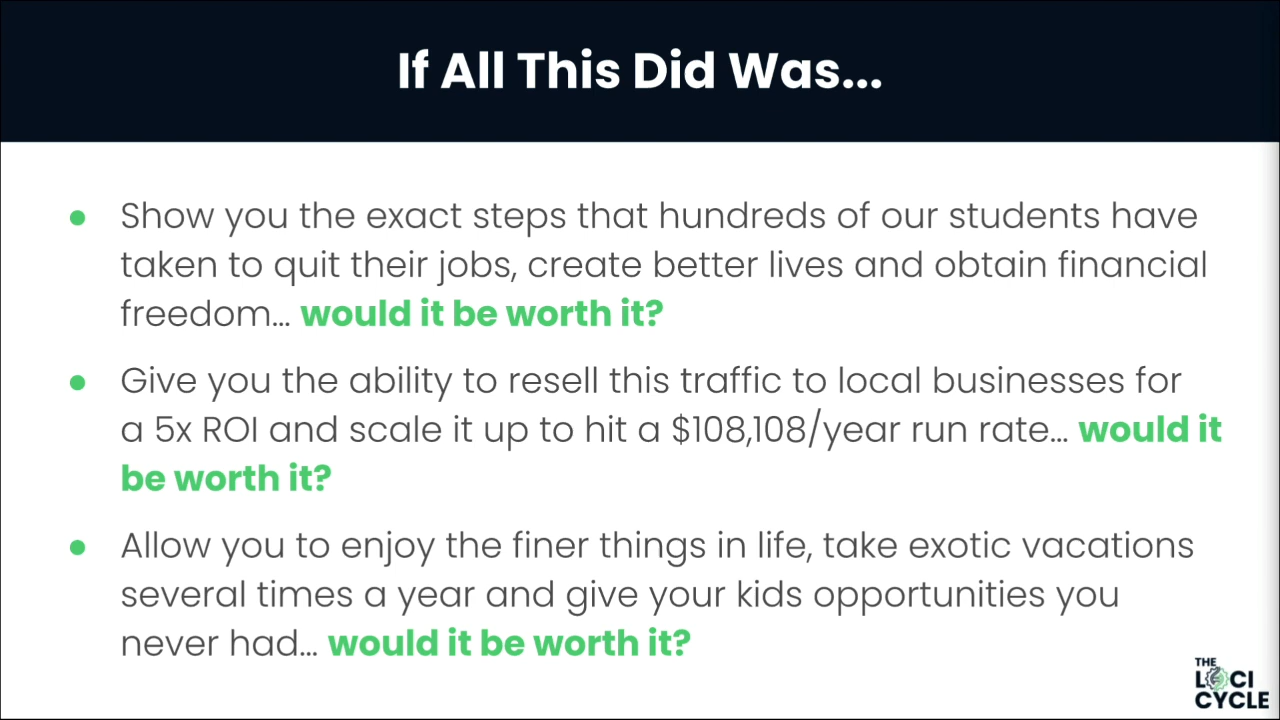 If All This Did Was...
● Show you the exact steps that hundreds of our students have
taken to quit their jobs, create better lives and obtain financial
freedom... would it be worth it?
● Give you the ability to resell this traffic to local businesses for
a 5x ROI and scale it up to hit a $108,108/year run rate... would it
be worth it?
● Allow you to enjoy the finer things in life, take exotic vacations
several times a year and give your kids opportunities you
never had... would it be worth it?
THE
LOCI
CYCLE